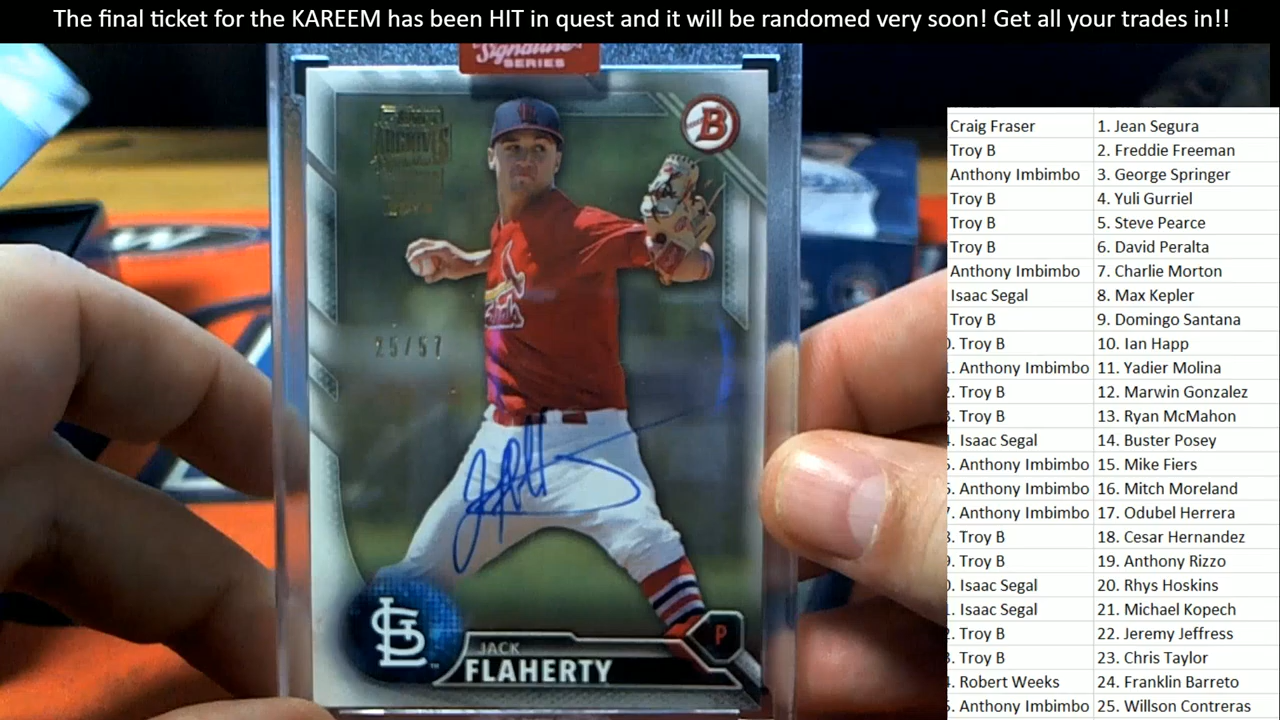 The final ticket for the KAREEM has been HIT in quest and it will be randomed very soon! Get all your trades in!!
Signature
SERIES
ARCHIVES
B
25/57
JACK
FLAHERTY
P
STL
TM
Craig Fraser 1. Jean Segura
Troy B 2. Freddie Freeman
Anthony Imbimbo 3. George Springer
Troy B 4. Yuli Gurriel
Troy B 5. Steve Pearce
Troy B 6. David Peralta
Anthony Imbimbo 7. Charlie Morton
Isaac Segal 8. Max Kepler
Troy B 9. Domingo Santana
. Troy B 10. Ian Happ
. Anthony Imbimbo 11. Yadier Molina
. Troy B 12. Marwin Gonzalez
. Troy B 13. Ryan McMahon
. Isaac Segal 14. Buster Posey
. Anthony Imbimbo 15. Mike Fiers
. Anthony Imbimbo 16. Mitch Moreland
. Anthony Imbimbo 17. Odubel Herrera
. Troy B 18. Cesar Hernandez
. Troy B 19. Anthony Rizzo
. Isaac Segal 20. Rhys Hoskins
. Isaac Segal 21. Michael Kopech
. Troy B 22. Jeremy Jeffress
. Troy B 23. Chris Taylor
. Robert Weeks 24. Franklin Barreto
. Anthony Imbimbo 25. Willson Contreras